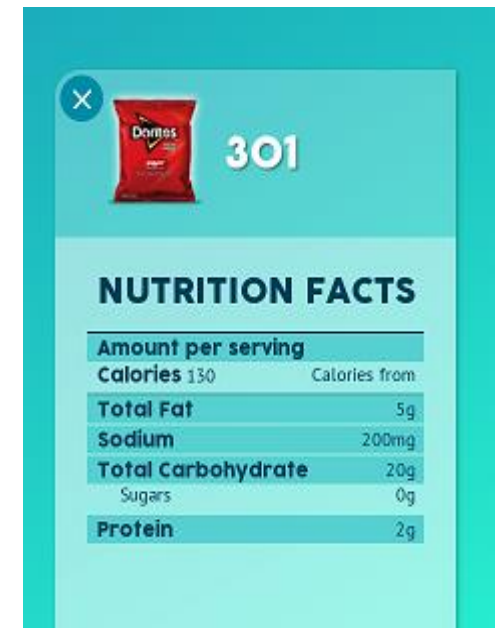 Doritos
301
NUTRITION FACTS
Amount per serving
Calories 130 Calories from
Total Fat 5g
Sodium 200mg
Total Carbohydrate 20g
Sugars 0g
Protein 2g